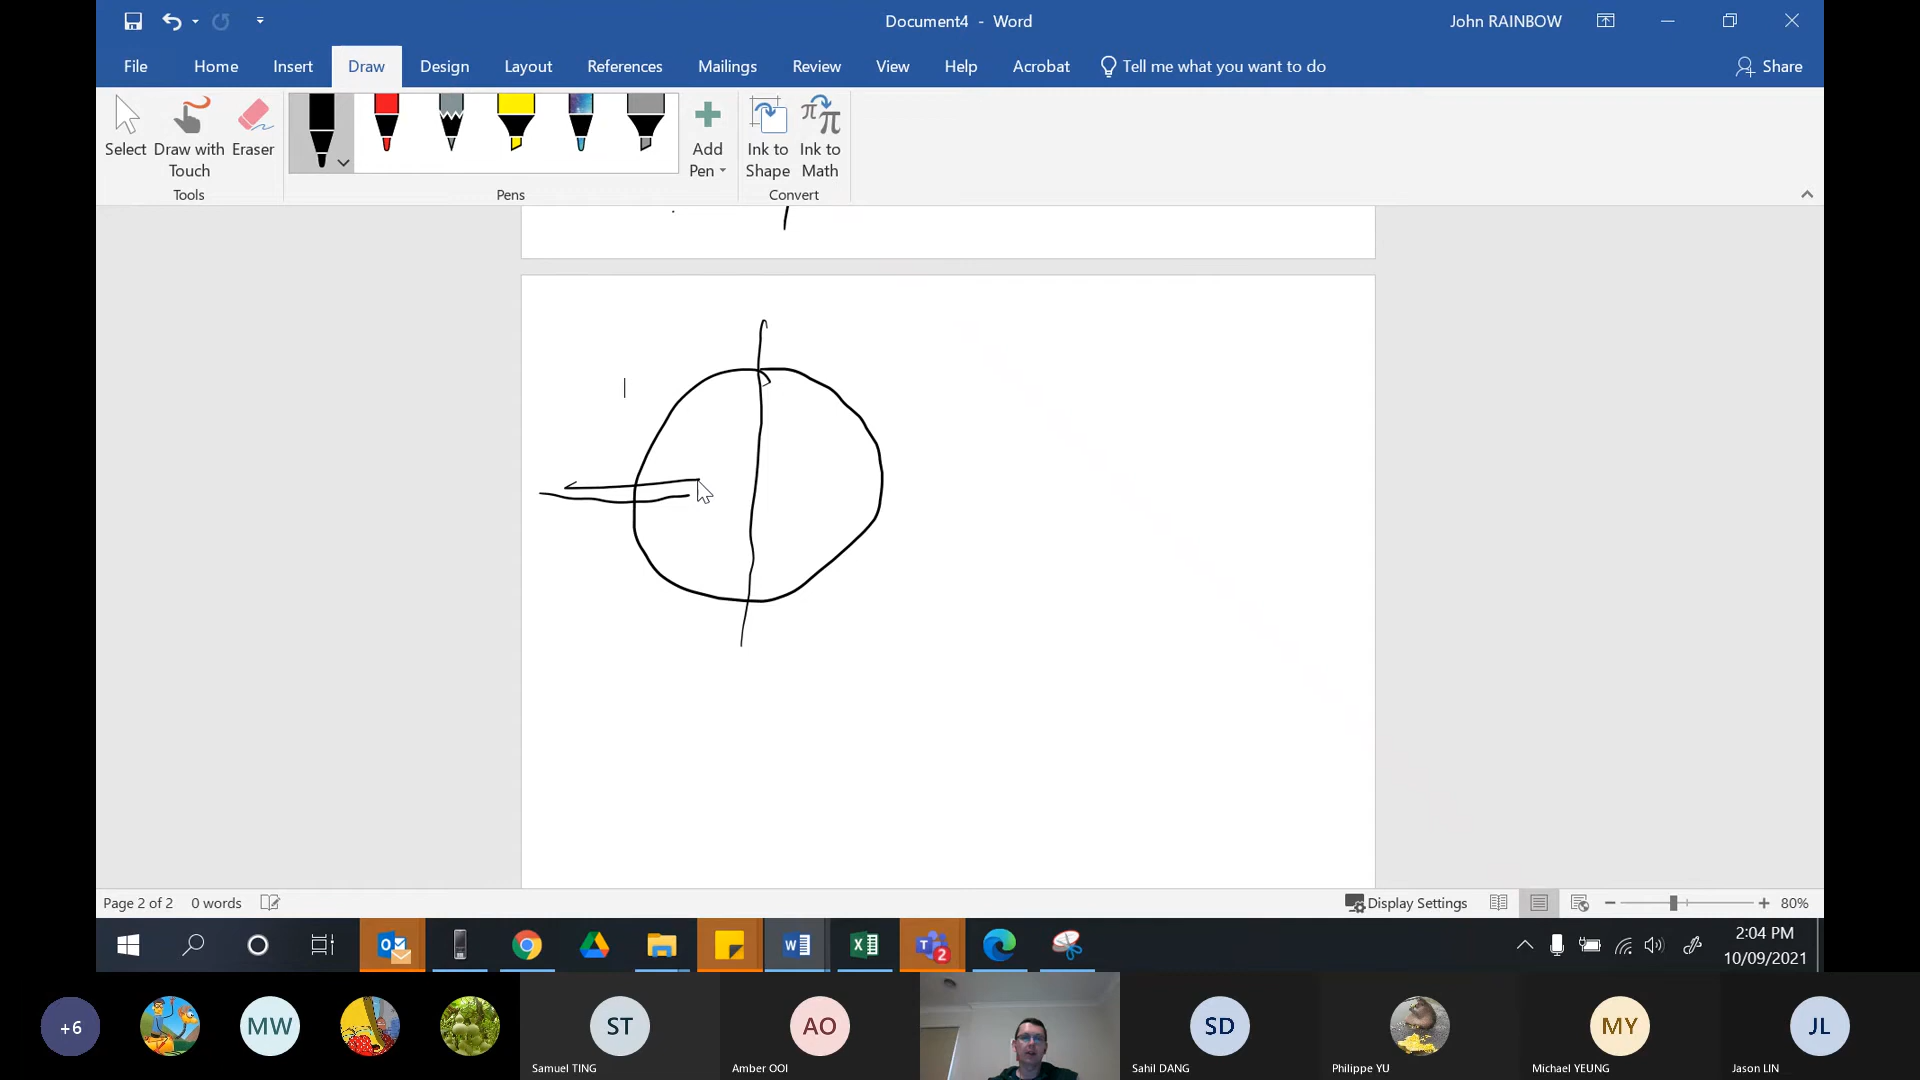 Document4 - Word
John RAINBOW
File Home Insert Draw Design Layout References Mailings Review View Help Acrobat Tell me what you want to do Share
Select Draw with Touch Eraser Add Pen Ink to Shape Ink to Math
Tools Pens Convert
Page 2 of 2 0 words Display Settings 80%
2
2:04 PM
10/09/2021
+6 MW ST AO SD MY JL
Samuel TING Amber OOI Sahil DANG Philippe YU Michael YEUNG Jason LIN